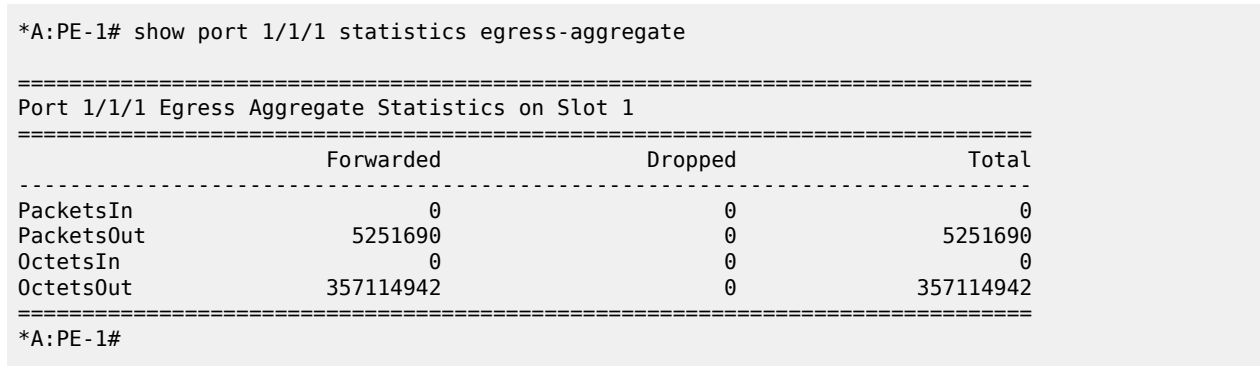 *A:PE-1# show port 1/1/1 statistics egress-aggregate
===============================================================================
Port 1/1/1 Egress Aggregate Statistics on Slot 1
===============================================================================
                        Forwarded                Dropped                  Total
-------------------------------------------------------------------------------
PacketsIn                       0                      0                      0
PacketsOut                5251690                      0                5251690
OctetsIn                        0                      0                      0
OctetsOut               357114942                      0              357114942
===============================================================================
*A:PE-1#